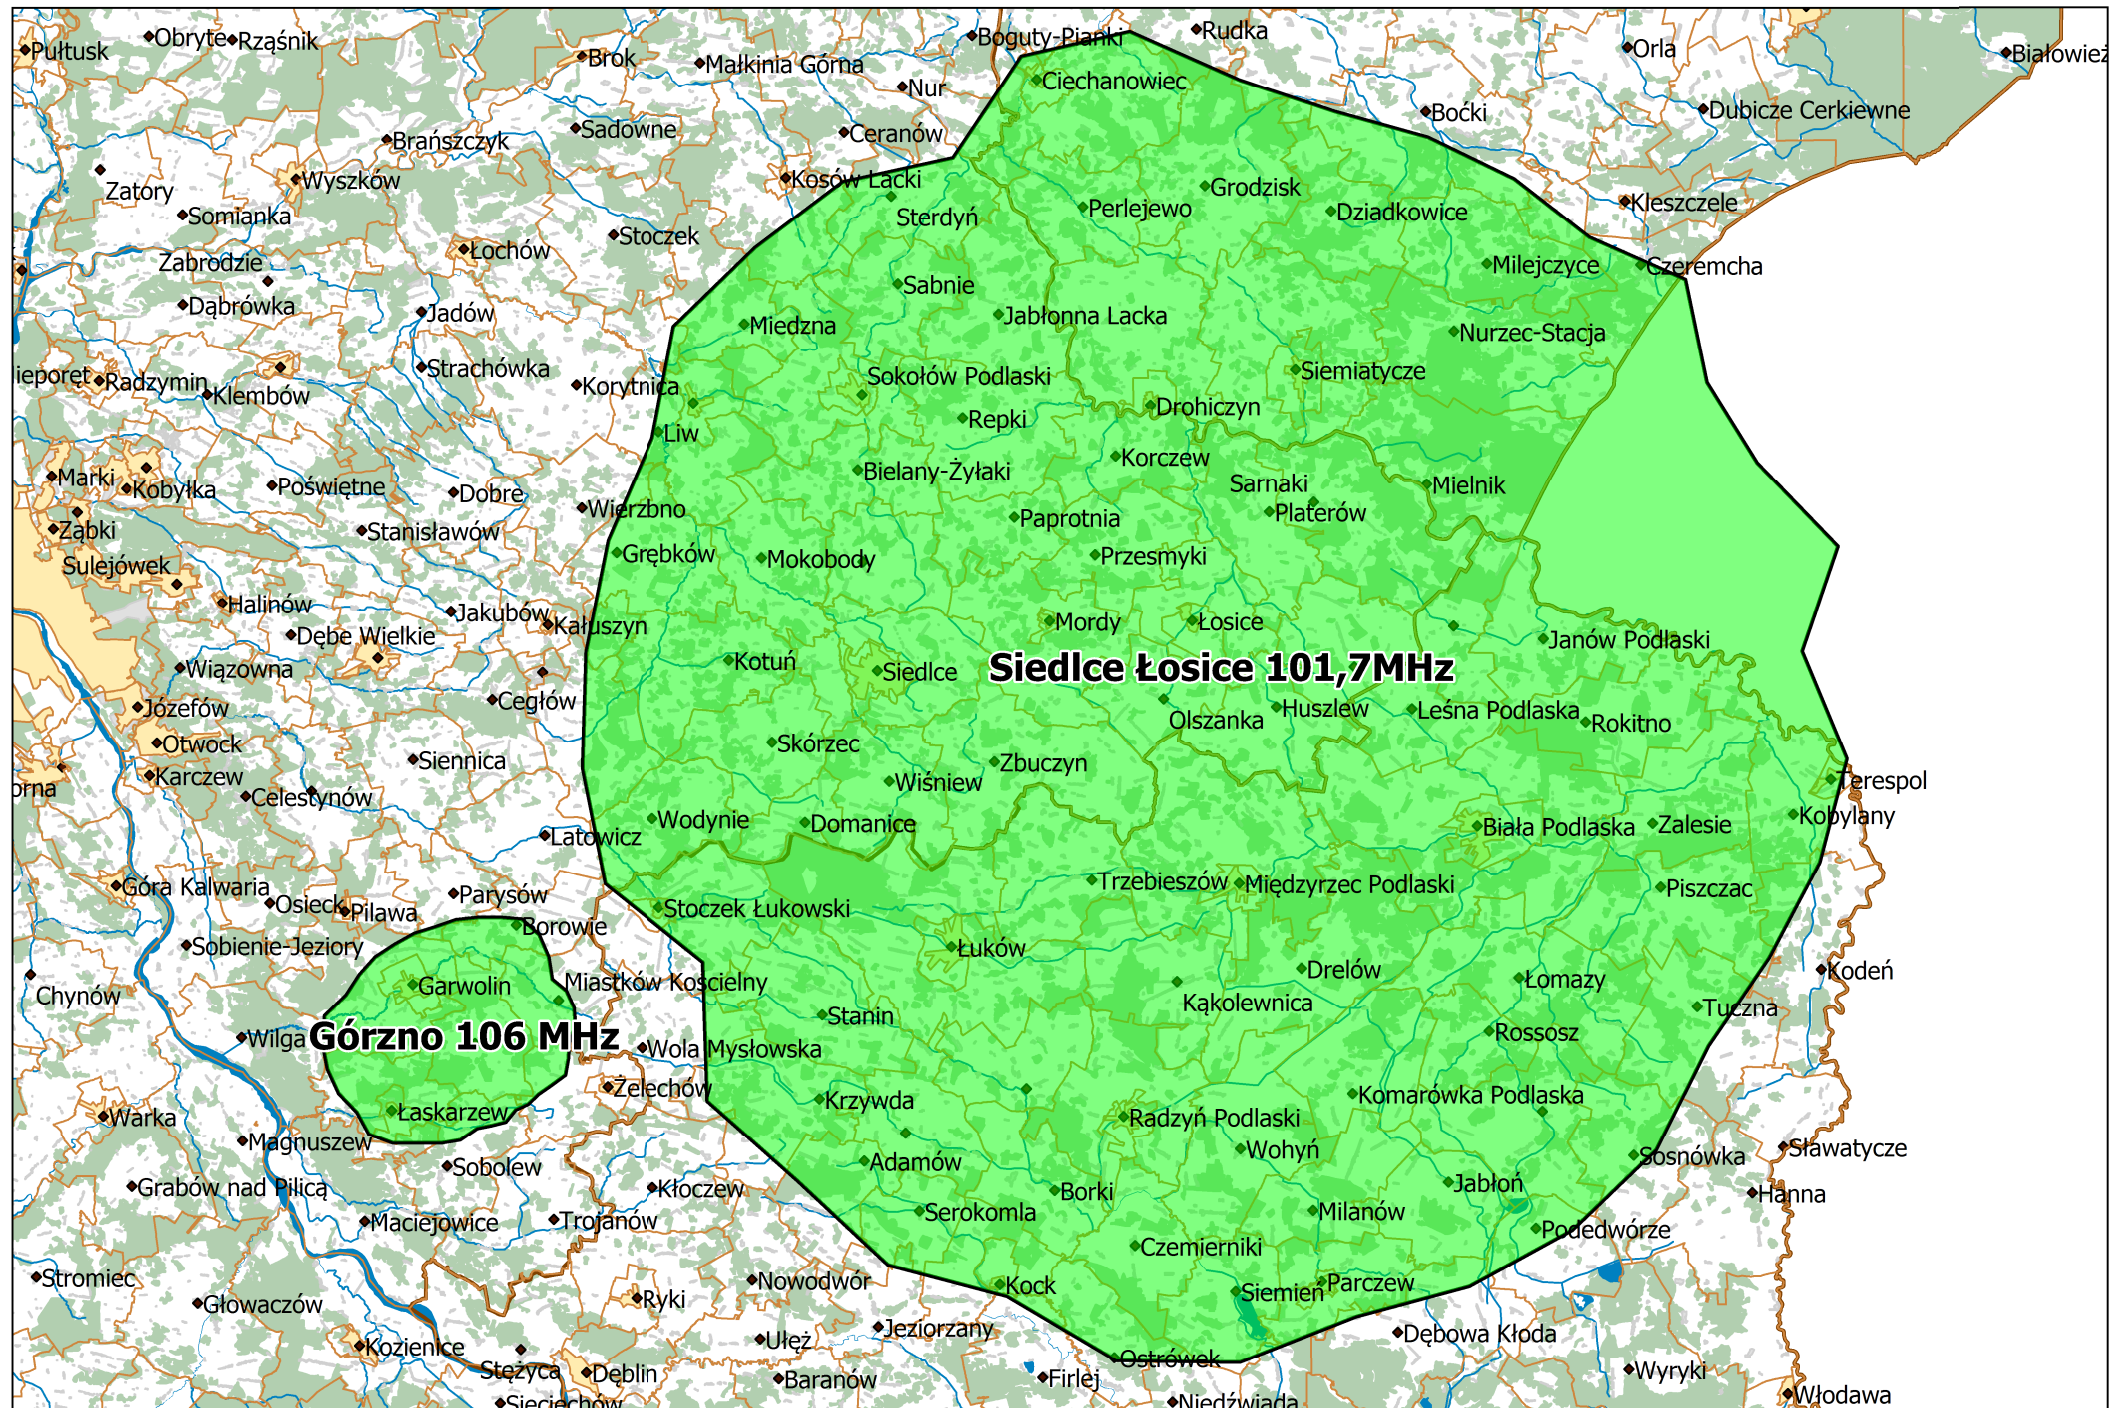 Pułtusk
Obryte
Rząśnik
Brok
Małkinia Górna
Boguty-Pianki
Rudka
Orla
Nur
Ciechanowiec
Boćki
Dubicze Cerkiewne
Brańszczyk
Sadowne
Ceranów
Zatory
Wyszków
Kosów Lacki
Grodzisk
Kleszczele
Somianka
Sterdyń
Perlejewo
Dziadkowice
Stoczek
Zabrodzie
Łochów
Milejczyce
Czeremcha
Sabnie
Dąbrówka
Jadów
Miedzna
Jabłonna Lacka
Nurzec-Stacja
Radzymin
Klembów
Strachówka
Korytnica
Sokołów Podlaski
Siemiatycze
Drohiczyn
Repki
Liw
Marki
Kobyłka
Poświętne
Dobre
Bielany-Żyłaki
Korczew
Sarnaki
Mielnik
Wierzbno
Platerów
Ząbki
Stanisławów
Paprotnia
Sulejówek
Grębków
Mokobody
Przesmyki
Halinów
Jakubów
Kałuszyn
Mordy
Łosice
Dębe Wielkie
Janów Podlaski
Wiązowna
Kotuń
Siedlce
Siedlce Łosice 101,7MHz
Józefów
Cegłów
Olszanka
Huszlew
Leśna Podlaska
Rokitno
Otwock
Skórzec
Karczew
Siennica
Zbuczyn
Wiśniew
Terespol
Celestynów
Kobylany
Latowicz
Wodynie
Domanice
Biała Podlaska
Zalesie
Góra Kalwaria
Osieck
Pilawa
Parysów
Trzebieszów
Międzyrzec Podlaski
Piszczac
Stoczek Łukowski
Borowie
Sobienie-Jeziory
Łuków
Chynów
Garwolin
Miastków Kościelny
Drelów
Łomazy
Kodeń
Kąkolewnica
Tuczna
Stanin
Wilga
Górzno 106 MHz
Wola Mysłowska
Rossosz
Żelechów
Krzywda
Komarówka Podlaska
Warka
Łaskarzew
Radzyń Podlaski
Magnuszew
Wohyń
Sosnówka
Sławatycze
Sobolew
Adamów
Grabów nad Pilicą
Kłoczew
Borki
Jabłoń
Hanna
Maciejowice
Trojanów
Serokomla
Milanów
Podedwórze
Czemierniki
Stromiec
Nowodwór
Kock
Siemień
Parczew
Głowaczów
Ryki
Kozienice
Ułęż
Jeziorzany
Dębowa Kłoda
Stężyca
Dęblin
Baranów
Firlej
Ostrówek
Wyryki
Włodawa